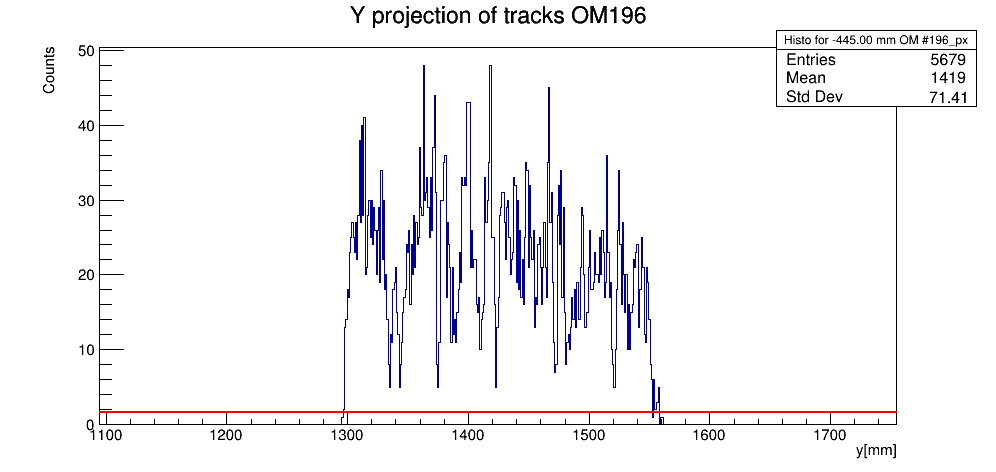 Y projection of tracks OM196
Histo for -445.00 mm OM #196_px
Entries 5679
Mean 1419
Std Dev 71.41
Counts
50
40
30
20
10
0
1100 1200 1300 1400 1500 1600 1700
y[mm]